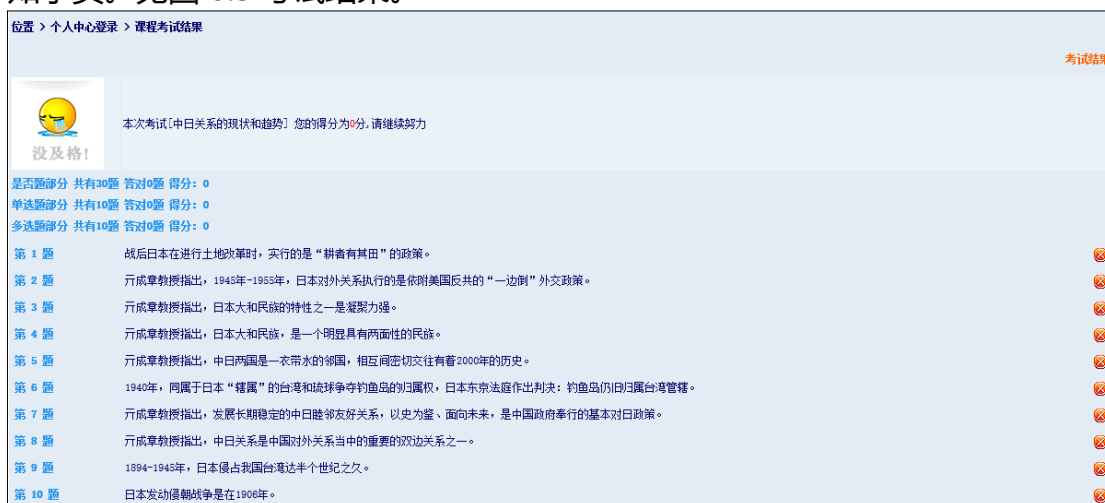 位置 > 个人中心登录 > 课程考试结果
考试结果
本次考试[中日关系的现状和趋势] 您的得分为0分,请继续努力
没及格!
是否题部分 共有30题 答对0题 得分: 0
单选题部分 共有10题 答对0题 得分: 0
多选题部分 共有10题 答对0题 得分: 0
第 1 题 战后日本在进行土地改革时，实行的是“耕者有其田”的政策。
第 2 题 亓成章教授指出，1945年-1955年，日本对外关系执行的是依附美国反共的“一边倒”外交政策。
第 3 题 亓成章教授指出，日本大和民族的特性之一是凝聚力强。
第 4 题 亓成章教授指出，日本大和民族，是一个明显具有两面性的民族。
第 5 题 亓成章教授指出，中日两国是一衣带水的邻国，相互间密切交往有着2000年的历史。
第 6 题 1940年，同属于日本“辖属”的台湾和琉球争夺钓鱼岛的归属权，日本东京法庭作出判决：钓鱼岛仍旧归属台湾管辖。
第 7 题 亓成章教授指出，发展长期稳定的中日睦邻友好关系，以史为鉴、面向未来，是中国政府奉行的基本对日政策。
第 8 题 亓成章教授指出，中日关系是中国对外关系当中的重要的双边关系之一。
第 9 题 1894-1945年，日本侵占我国台湾达半个世纪之久。
第 10 题 日本发动侵朝战争是在1906年。